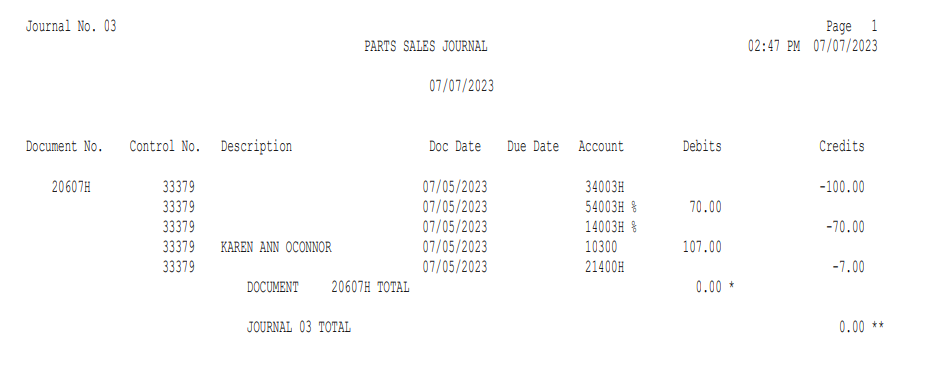 Journal No. 03 Page 1
PARTS SALES JOURNAL 02:47 PM 07/07/2023
07/07/2023
Document No. Control No. Description Doc Date Due Date Account Debits Credits
20607H 33379 07/05/2023 34003H -100.00
33379 07/05/2023 54003H % 70.00
33379 07/05/2023 14003H % -70.00
33379 KAREN ANN OCONNOR 07/05/2023 10300 107.00
33379 07/05/2023 21400H -7.00
DOCUMENT 20607H TOTAL 0.00 *
JOURNAL 03 TOTAL 0.00 **